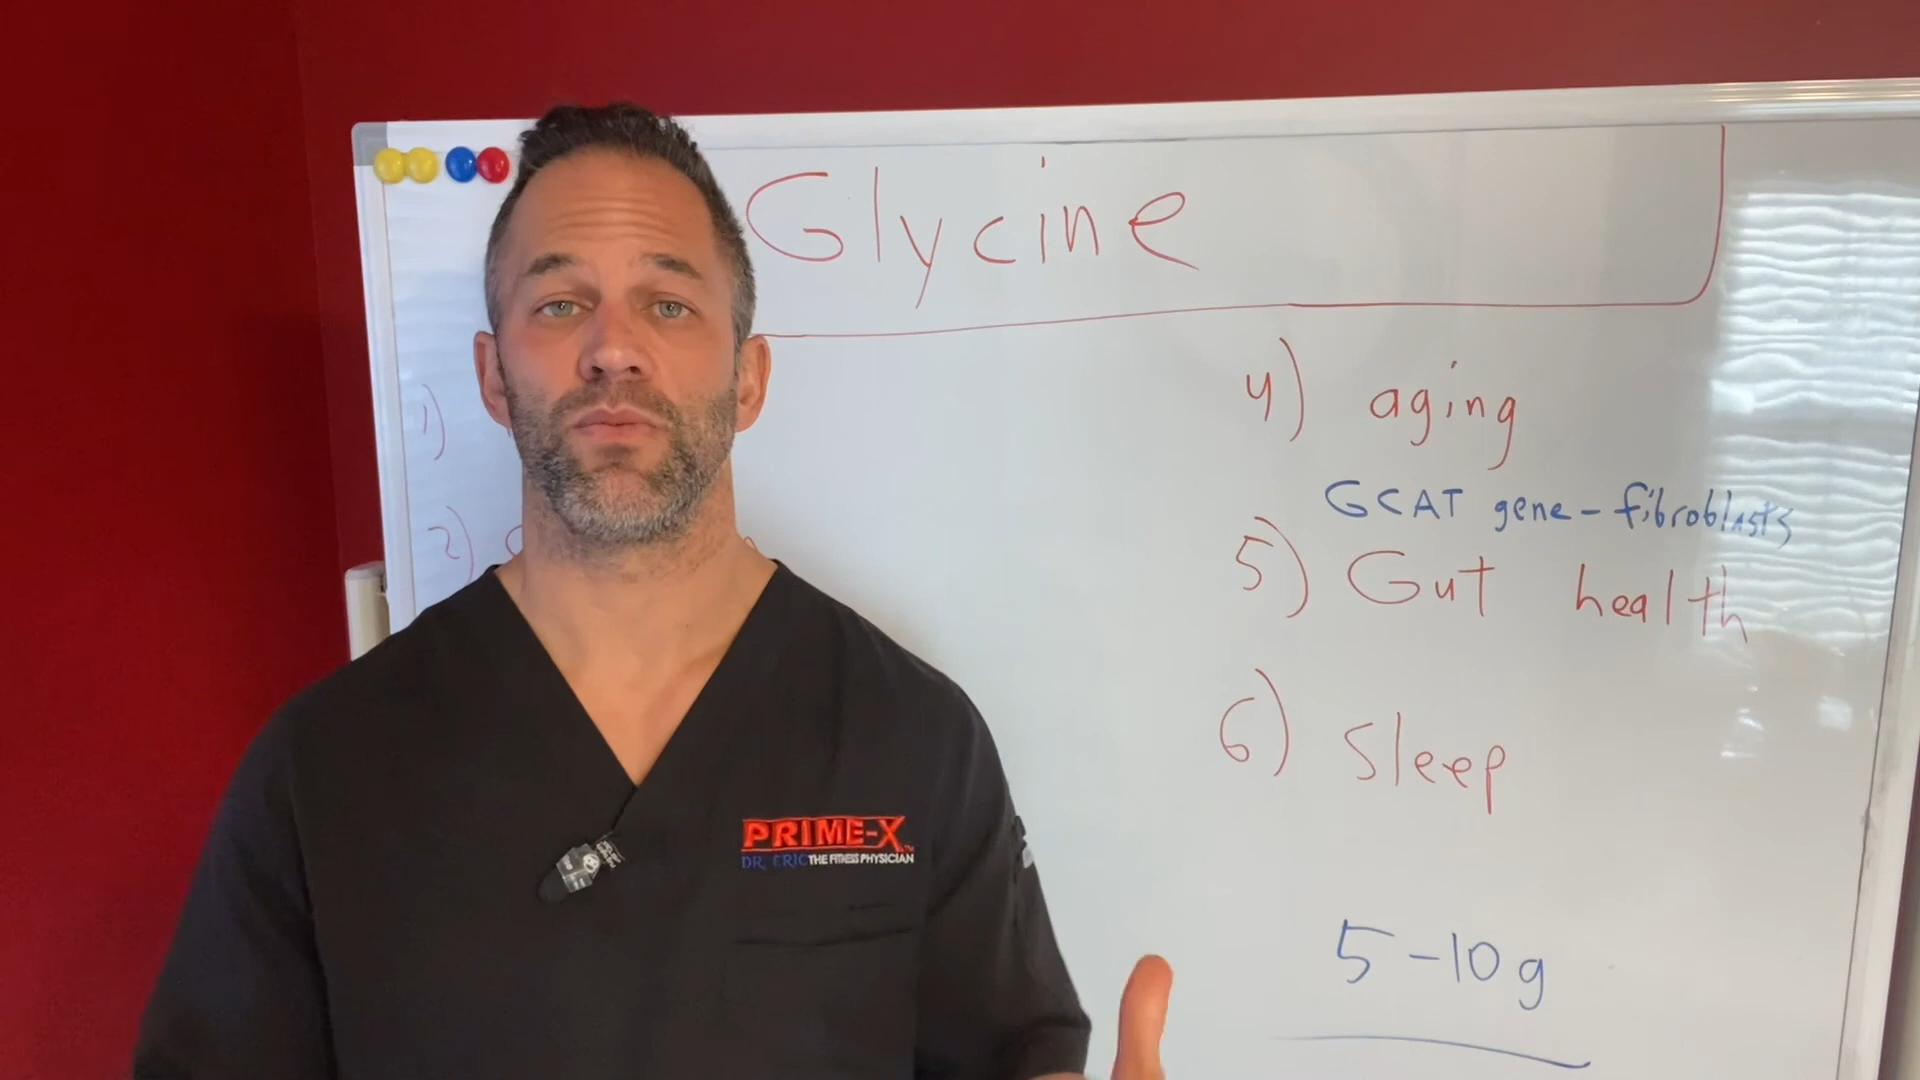 Glycine
1)
2)
4) aging
GCAT gene - fibroblasts
5) Gut health
6) Sleep
5-10g
PRIME-X
DR. ERIC THE FITNESS PHYSICIAN